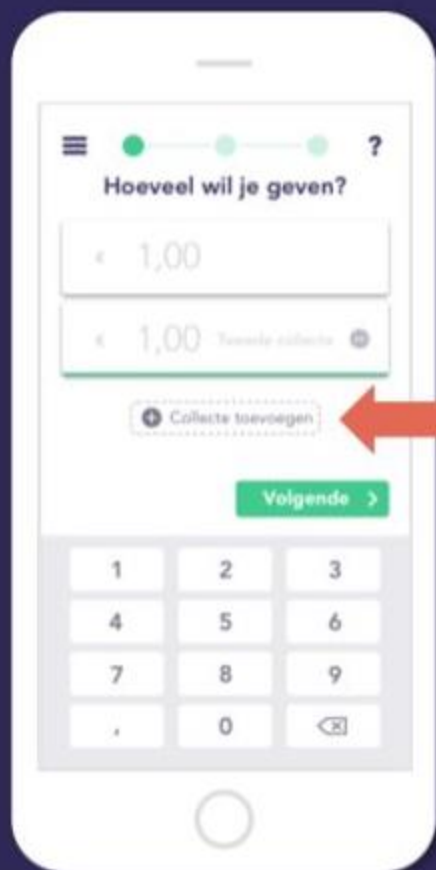 ?
Hoeveel wil je geven?
€ 1,00
€ 1,00 Tweede collecte
Collecte toevoegen
Volgende >
1 2 3
4 5 6
7 8 9
, 0